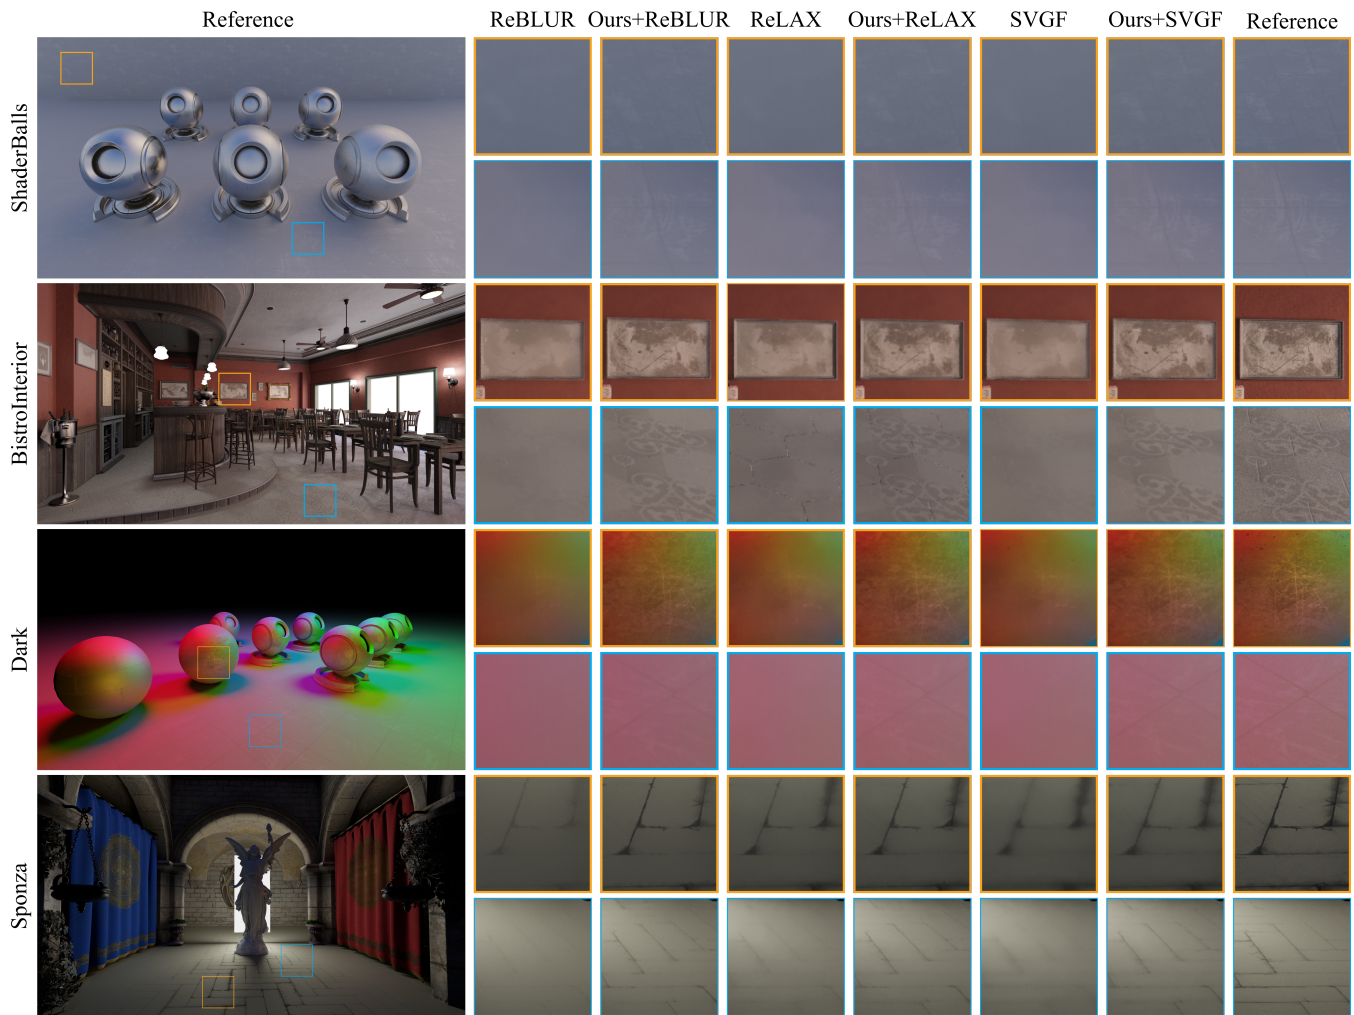 Reference ReBLUR Ours+ReBLUR ReLAX Ours+ReLAX SVGF Ours+SVGF Reference
ShaderBalls
BistroInterior
Dark
Sponza